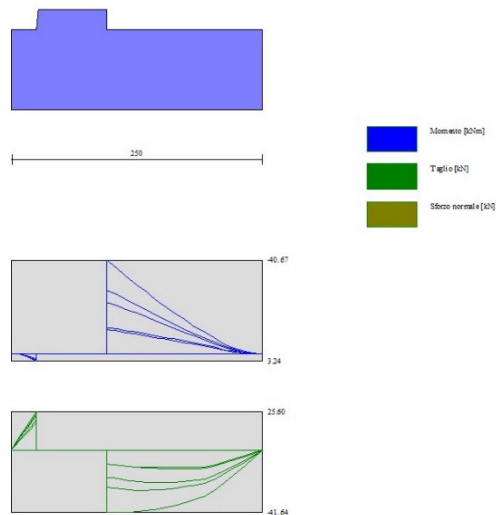 250
Momento [kNm]
Taglio [kN]
Sforzo normale [kN]
-40.67
3.24
25.60
-41.64